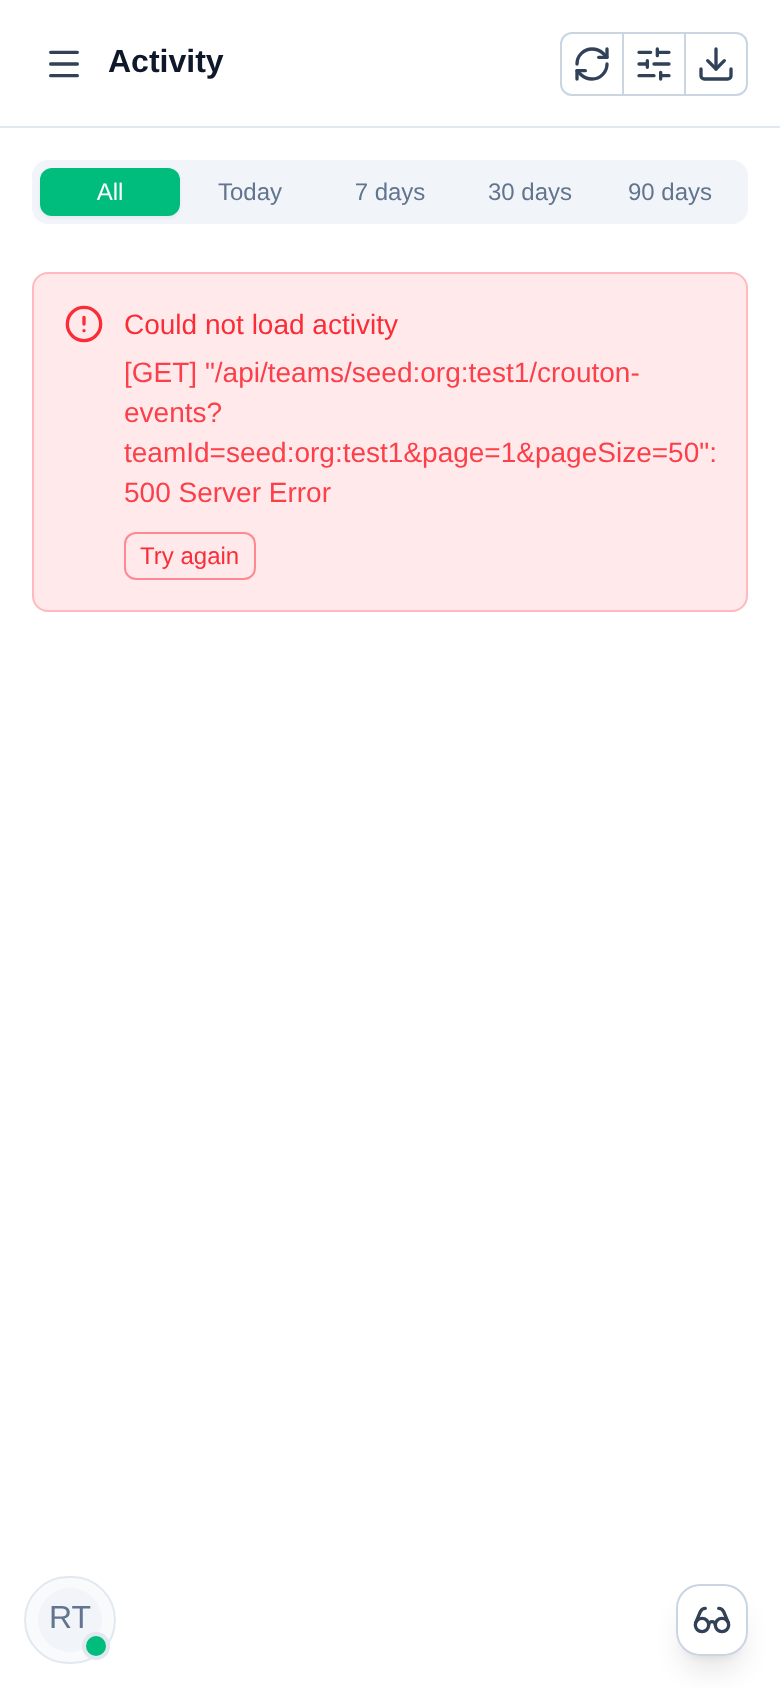 Activity
All
Today
7 days
30 days
90 days
Could not load activity
[GET] "/api/teams/seed:org:test1/crouton-
events?
teamId=seed:org:test1&page=1&pageSize=50":
500 Server Error
Try again
RT